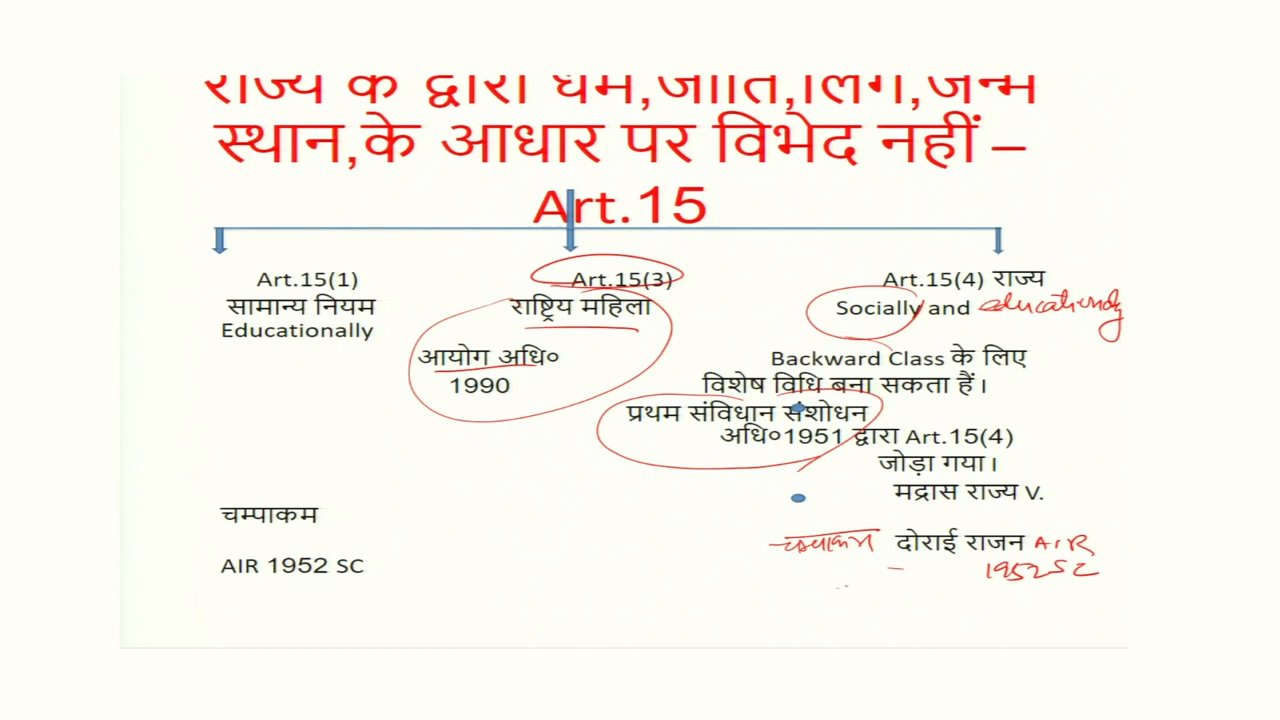 राज्य के द्वारा धर्म,जाति,लिंग,जन्म
स्थान,के आधार पर विभेद नहीं –
Art.15
Art.15(1)
सामान्य नियम
Educationally
Art.15(3)
राष्ट्रिय महिला
आयोग अधि०
1990
Art.15(4) राज्य
Socially and educationally
Backward Class के लिए
विशेष विधि बना सकता हैं।
प्रथम संविधान संशोधन
अधि०1951 द्वारा Art.15(4)
जोड़ा गया।
मद्रास राज्य V.
चम्पाकम दोराई राजन AIR
1952 SC
चम्पाकम
AIR 1952 SC